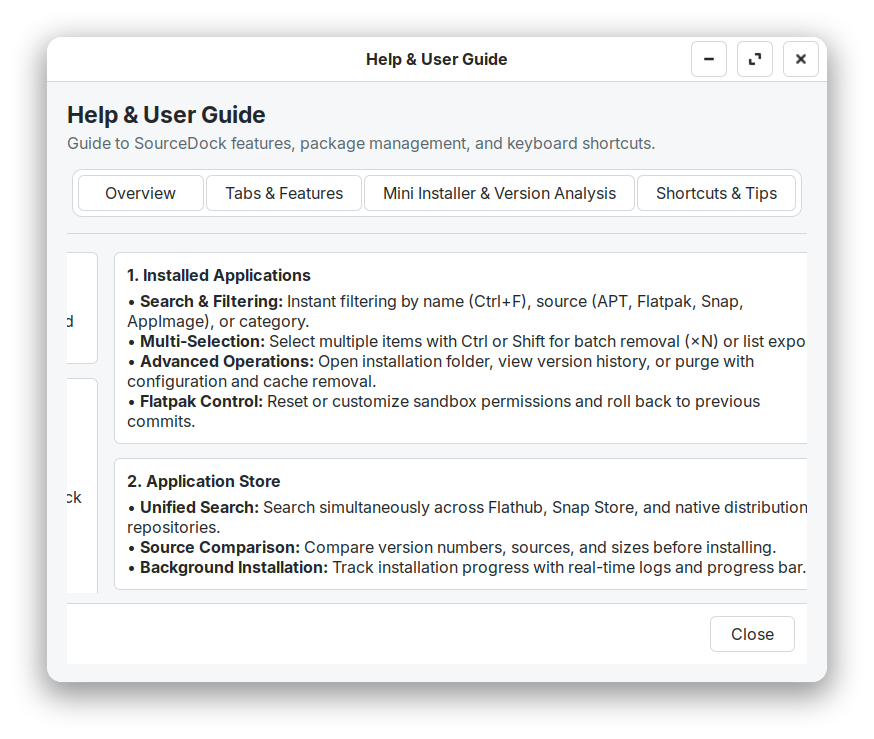 Help & User Guide
Help & User Guide
Guide to SourceDock features, package management, and keyboard shortcuts.
Overview
Tabs & Features
Mini Installer & Version Analysis
Shortcuts & Tips
d
ck
1. Installed Applications
• Search & Filtering: Instant filtering by name (Ctrl+F), source (APT, Flatpak, Snap,
AppImage), or category.
• Multi-Selection: Select multiple items with Ctrl or Shift for batch removal (×N) or list expo
• Advanced Operations: Open installation folder, view version history, or purge with
configuration and cache removal.
• Flatpak Control: Reset or customize sandbox permissions and roll back to previous
commits.
2. Application Store
• Unified Search: Search simultaneously across Flathub, Snap Store, and native distribution
repositories.
• Source Comparison: Compare version numbers, sources, and sizes before installing.
• Background Installation: Track installation progress with real-time logs and progress bar.
Close